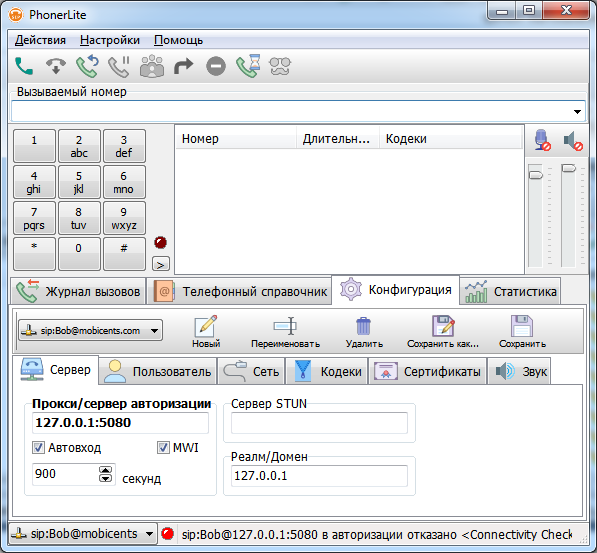 PhonerLite
Действия Настройки Помощь
Вызываемый номер
1 2 3
abc def
4 5 6
ghi jkl mno
7 8 9
pqrs tuv wxyz
* 0 #
>
Номер Длительн... Кодеки
Журнал вызовов Телефонный справочник Конфигурация Статистика
sip:Bob@mobicents.com Новый Переименовать Удалить Сохранить как... Сохранить
Сервер Пользователь Сеть Кодеки Сертификаты Звук
Прокси/сервер авторизации Сервер STUN
127.0.0.1:5080
Автовход MWI
Реалм/Домен
900 секунд 127.0.0.1
sip:Bob@mobicents sip:Bob@127.0.0.1:5080 в авторизации отказано <Connectivity Check